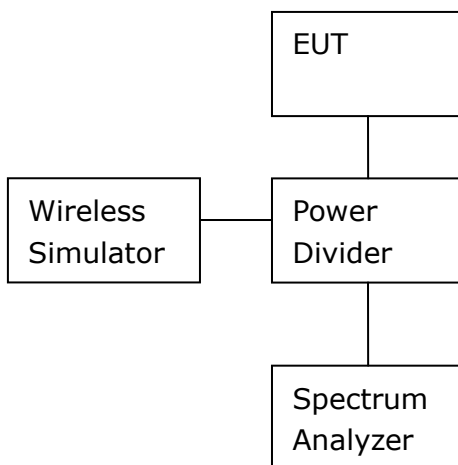 EUT
Wireless
Simulator
Power
Divider
Spectrum
Analyzer